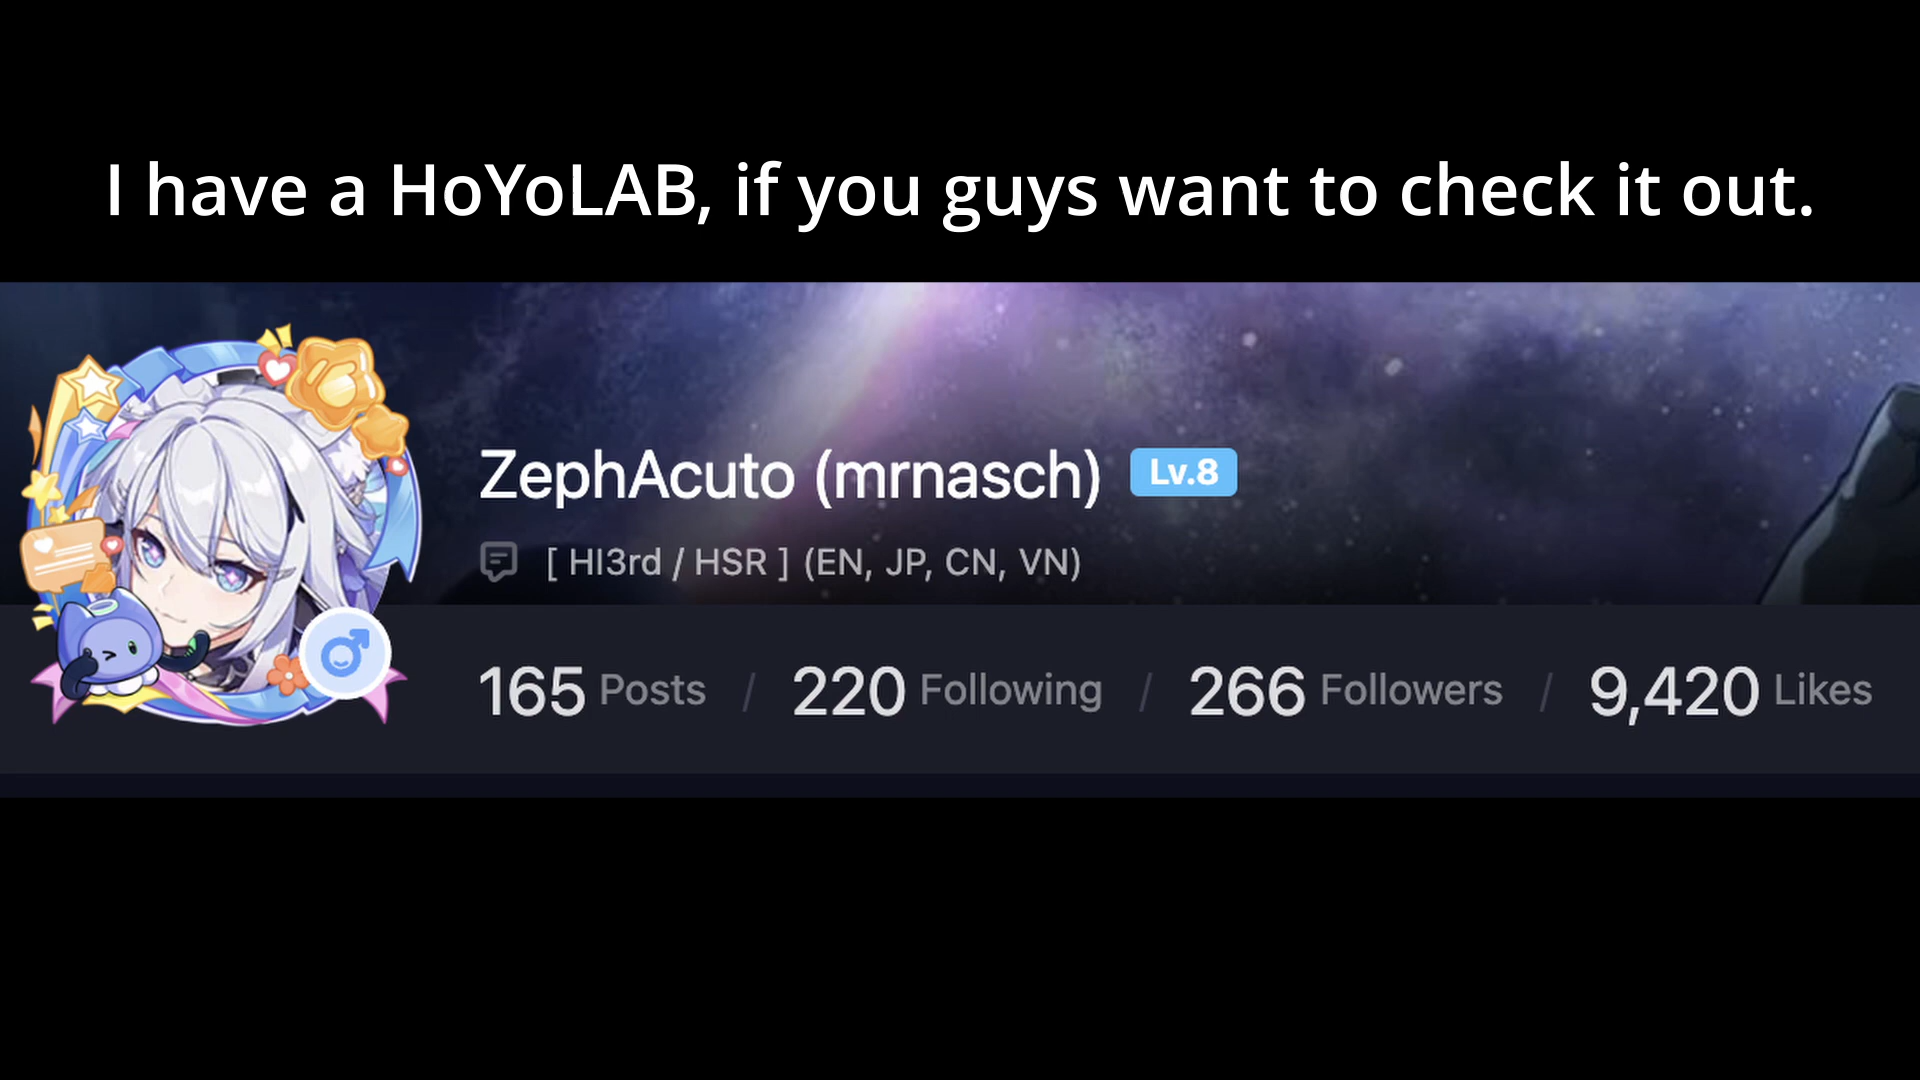 I have a HoYoLAB, if you guys want to check it out.
ZephAcuto (mrnasch) Lv.8
[ HI3rd / HSR ] (EN, JP, CN, VN)
165 Posts / 220 Following / 266 Followers / 9,420 Likes